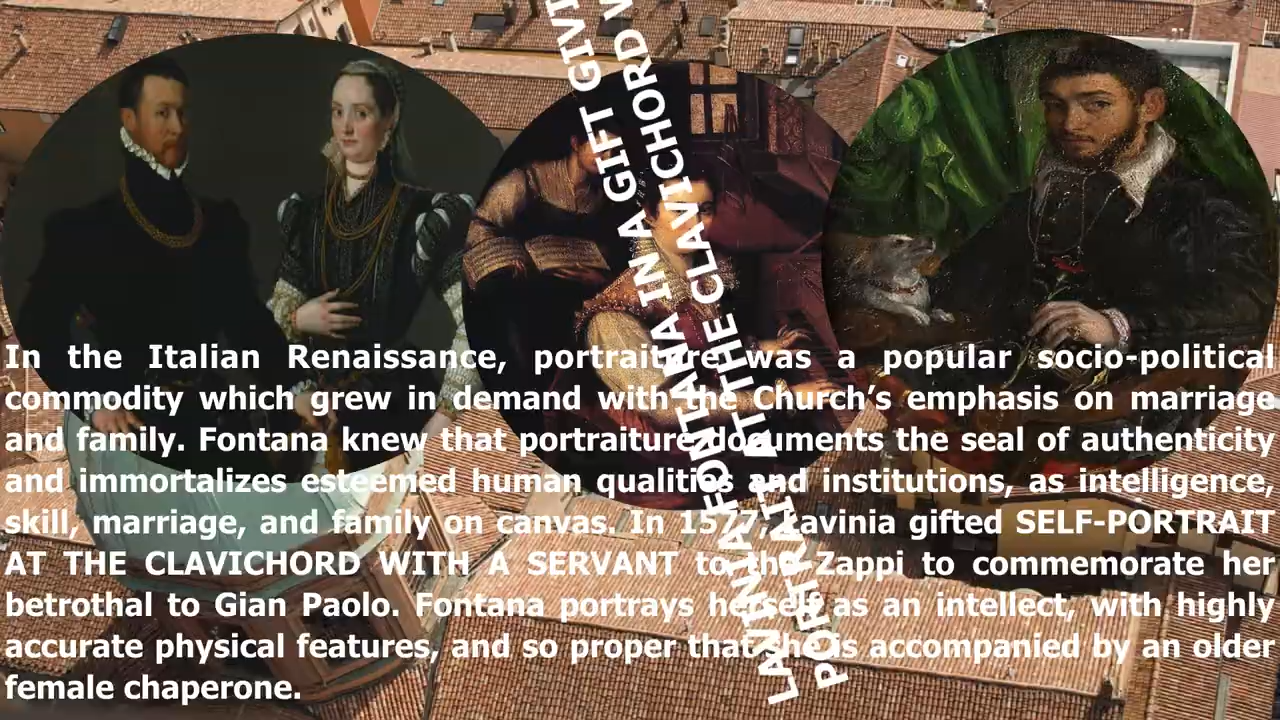 LAVINIA FONTANA IN A GIFT
PORTRAIT AT THE CLAVICHORD
In the Italian Renaissance, portraiture was a popular socio-political
commodity which grew in demand with the Church’s emphasis on marriage
and family. Fontana knew that portraiture documents the seal of authenticity
and immortalizes esteemed human qualities and institutions, as intelligence,
skill, marriage, and family on canvas. In 1577, Lavinia gifted SELF-PORTRAIT
AT THE CLAVICHORD WITH A SERVANT to the Zappi to commemorate her
betrothal to Gian Paolo. Fontana portrays herself as an intellect, with highly
accurate physical features, and so proper that she is accompanied by an older
female chaperone.